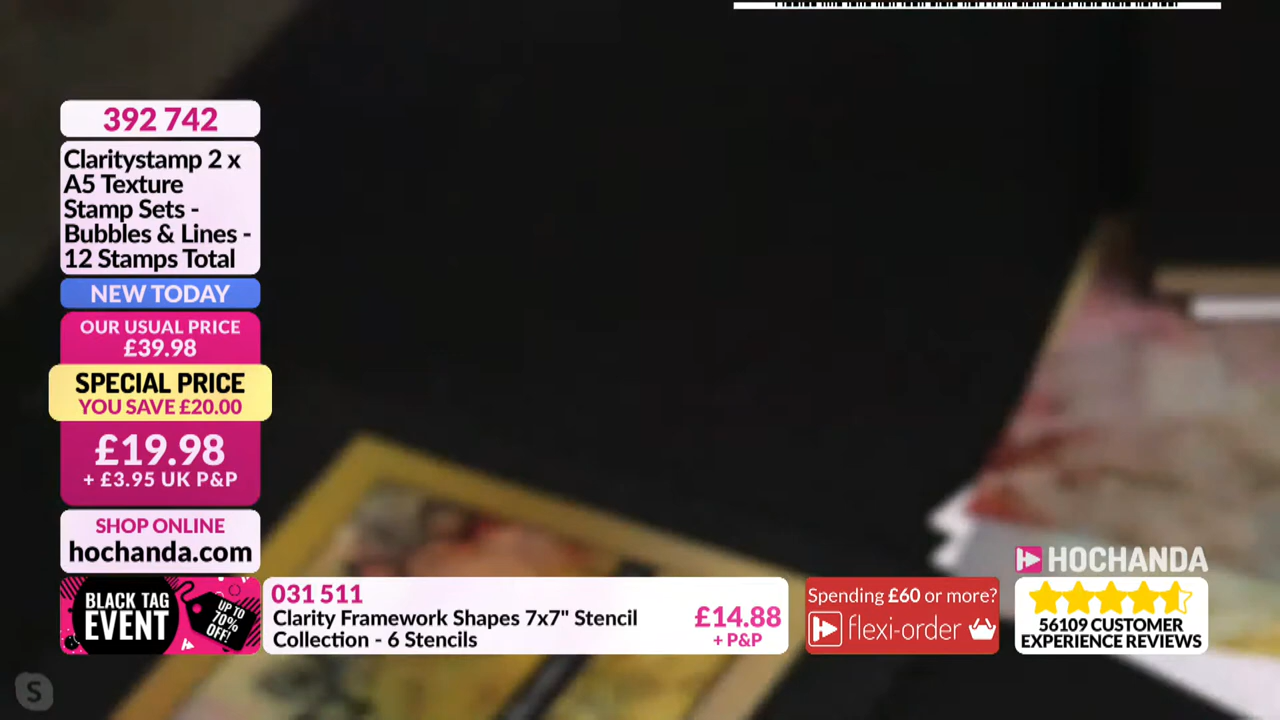 392 742
Claritystamp 2 x
A5 Texture
Stamp Sets -
Bubbles & Lines -
12 Stamps Total
NEW TODAY
OUR USUAL PRICE
£39.98
SPECIAL PRICE
YOU SAVE £20.00
£19.98
+ £3.95 UK P&P
SHOP ONLINE
hochanda.com
BLACK TAG
EVENT
UP TO
70%
OFF!
031 511
Clarity Framework Shapes 7x7" Stencil
Collection - 6 Stencils
£14.88
+ P&P
Spending £60 or more?
flexi-order
HOCHANDA
56109 CUSTOMER
EXPERIENCE REVIEWS
S